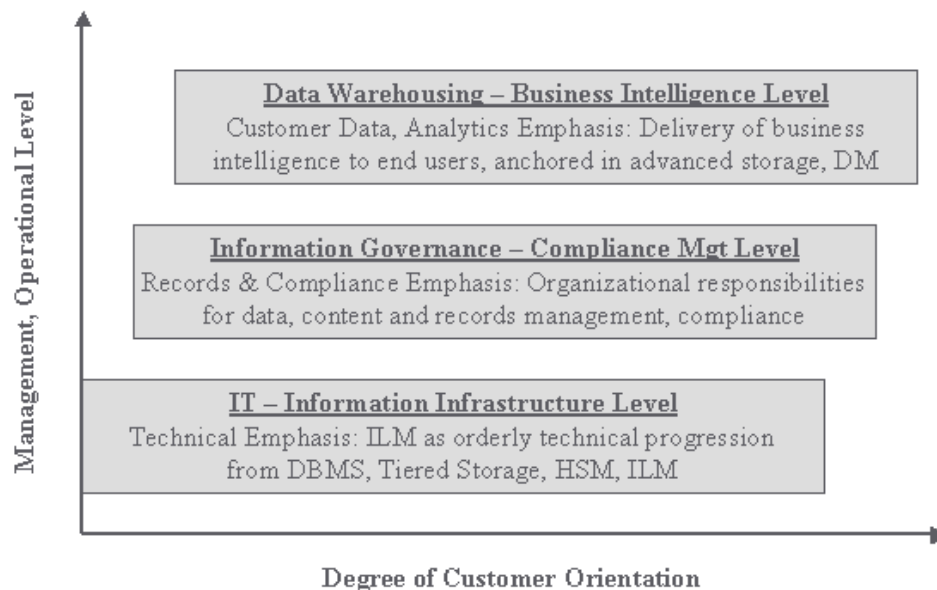 Management, Operational Level
Data Warehousing – Business Intelligence Level
Customer Data, Analytics Emphasis: Delivery of business
intelligence to end users, anchored in advanced storage, DM
Information Governance – Compliance Mgt Level
Records & Compliance Emphasis: Organizational responsibilities
for data, content and records management, compliance
IT – Information Infrastructure Level
Technical Emphasis: ILM as orderly technical progression
from DBMS, Tiered Storage, HSM, ILM
Degree of Customer Orientation